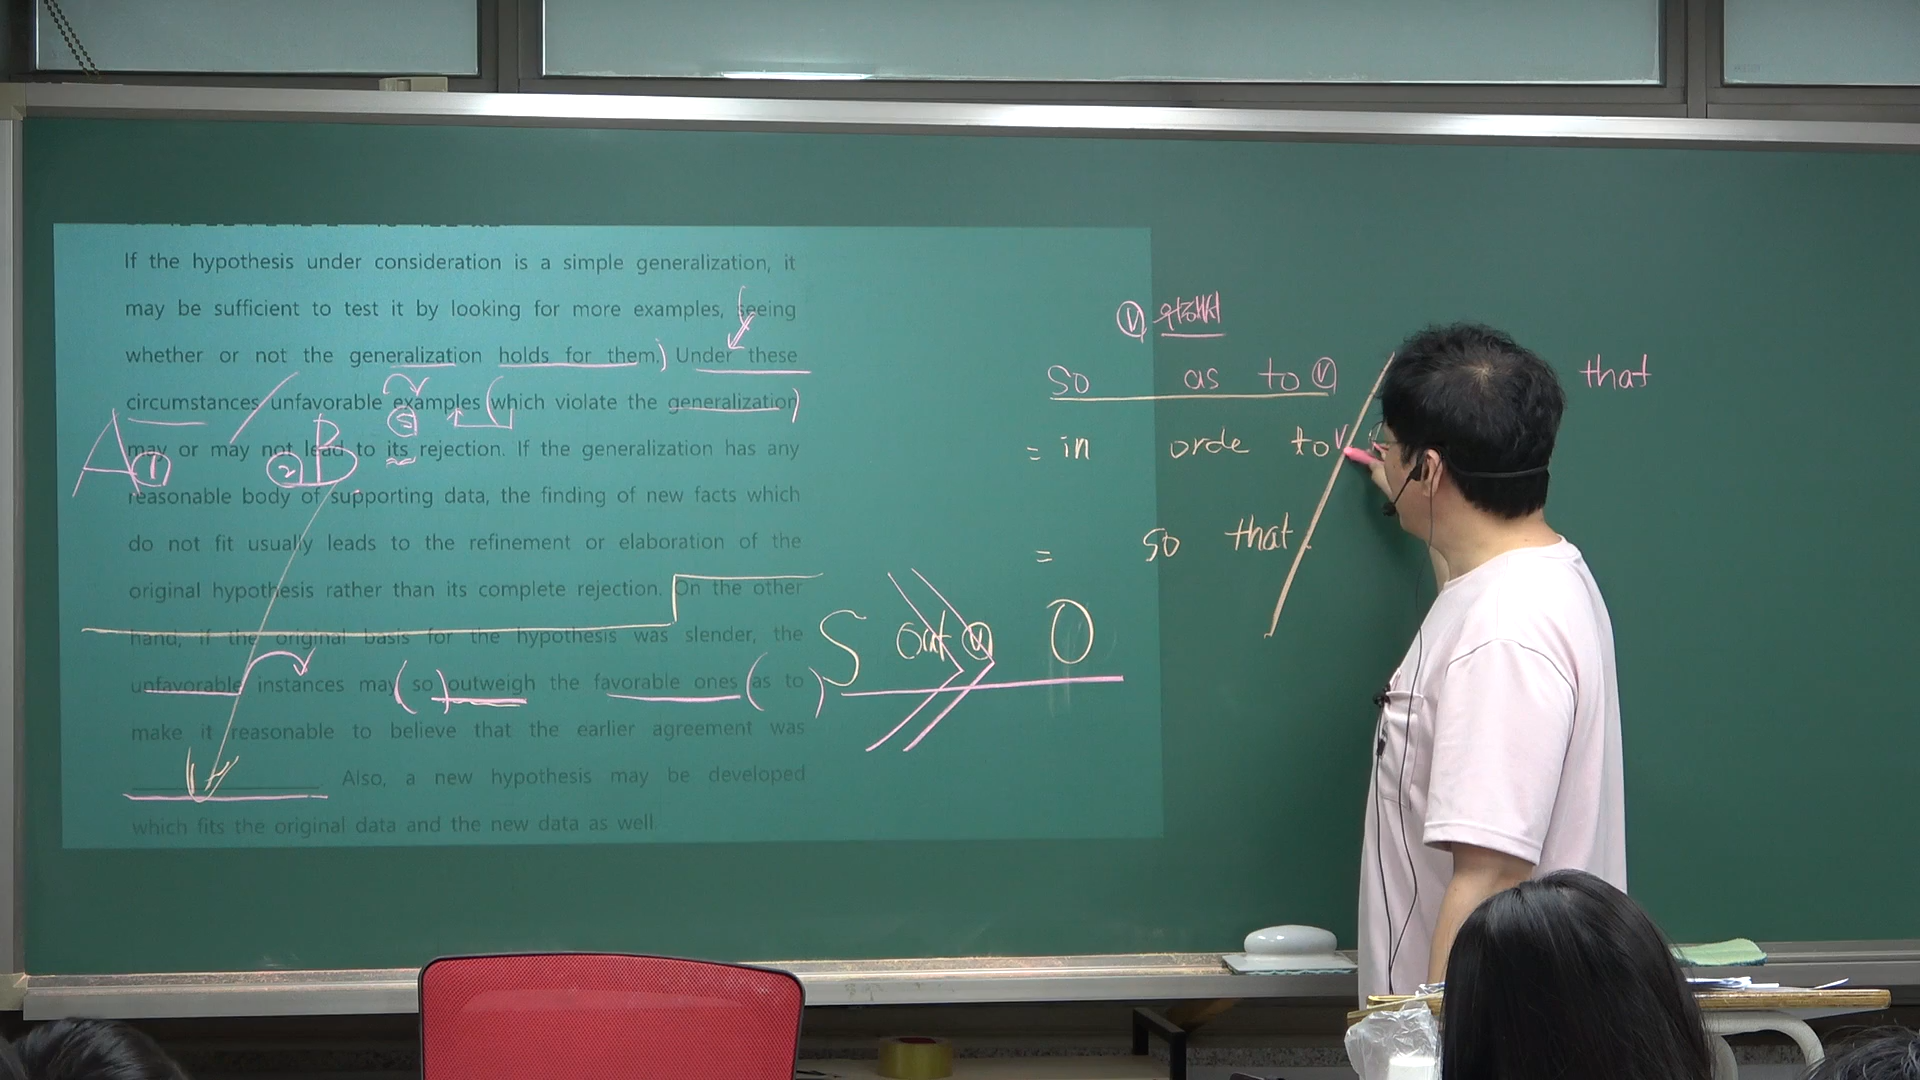 If the hypothesis under consideration is a simple generalization, it
may be sufficient to test it by looking for more examples, seeing
whether or not the generalization holds for them. Under these
circumstances unfavorable examples which violate the generalization
may or may not lead to its rejection. If the generalization has any
reasonable body of supporting data, the finding of new facts which
do not fit usually leads to the refinement or elaboration of the
original hypothesis rather than its complete rejection. On the other
hand, if the original basis for the hypothesis was slender, the
unfavorable instances may so outweigh the favorable ones as to
make it reasonable to believe that the earlier agreement was
Also, a new hypothesis may be developed
which fits the original data and the new data as well.
A ① ② B ③
S out Ⓥ O
Ⓥ 위해서
so as to Ⓥ
= in orde to V
= so that
that